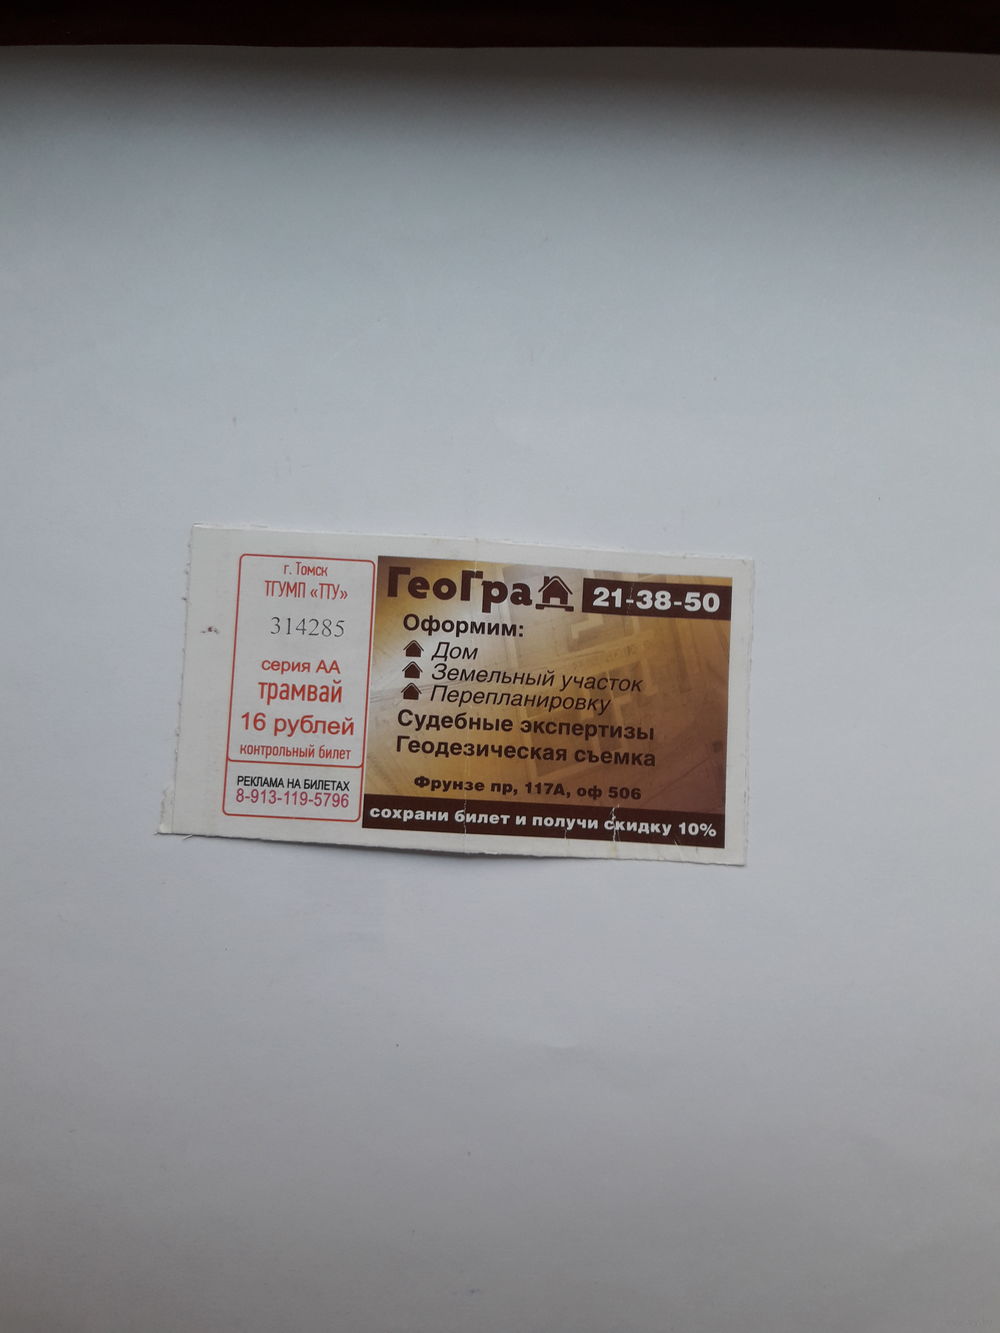 г. Томск
ТГУМП «ТТУ»
314285
серия АА
трамвай
16 рублей
контрольный билет
РЕКЛАМА НА БИЛЕТАХ
8-913-119-5796
ГеоГрад
21-38-50
Оформим:
Дом
Земельный участок
Перепланировку
Судебные экспертизы
Геодезическая съемка
Фрунзе пр, 117А, оф 506
сохрани билет и получи скидку 10%